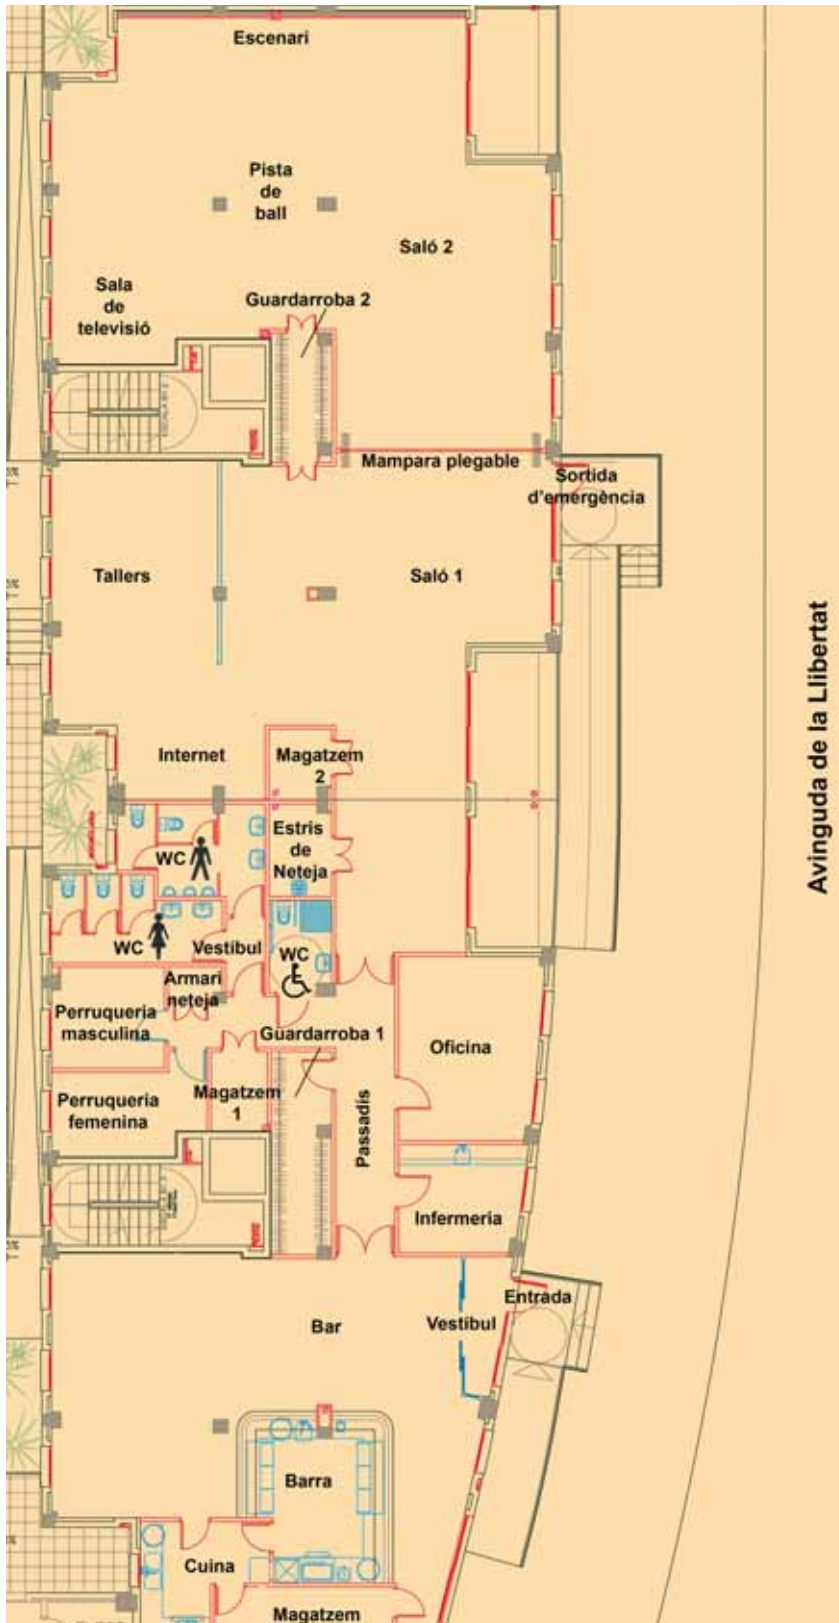 Escenari
Pista
de
ball
Saló 2
Sala
de
televisió
Guardarroba 2
Mampara plegable
Sortida
d'emergència
Tallers
Saló 1
Avinguda de la Llibertat
Internet
Magatzem
2
Estris
de
Neteja
WC
WC
Vestíbul
WC
Armari
neteja
Perruqueria
masculina
Guardarroba 1
Oficina
Perruqueria
femenina
Magatzem
1
Passadís
Infermeria
Entrada
Bar
Vestíbul
Barra
Cuina
Magatzem